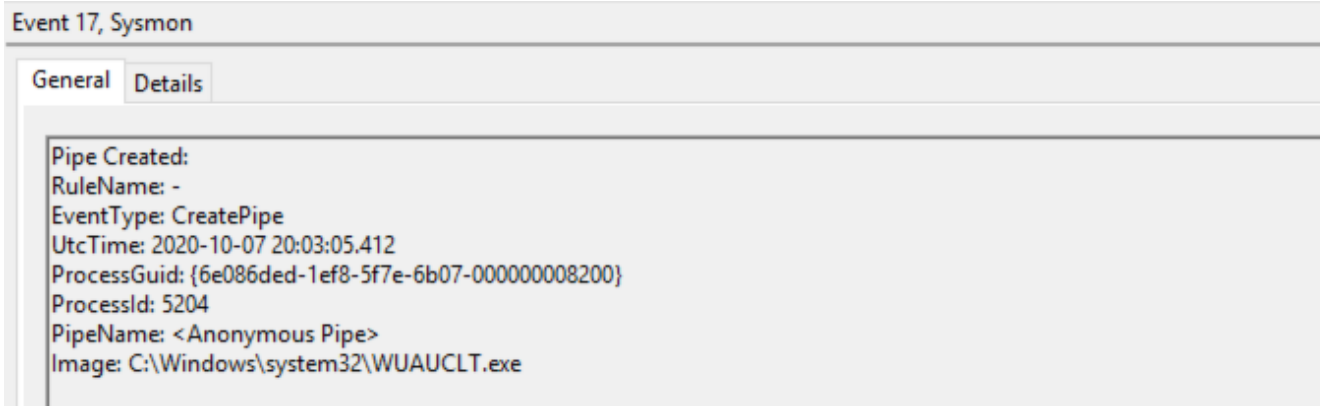 Event 17, Sysmon
General Details
Pipe Created:
RuleName: -
EventType: CreatePipe
UtcTime: 2020-10-07 20:03:05.412
ProcessGuid: {6e086ded-1ef8-5f7e-6b07-000000008200}
ProcessId: 5204
PipeName: <Anonymous Pipe>
Image: C:\Windows\system32\WUAUCLT.exe